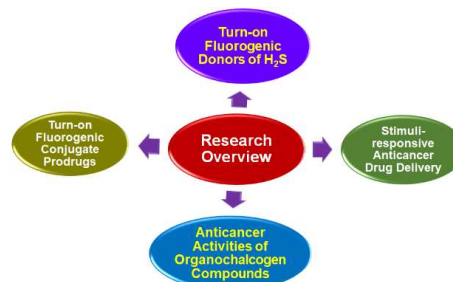 Turn-on
Fluorogenic
Donors of H₂S
Turn-on
Fluorogenic
Conjugate
Prodrugs
Research
Overview
Stimuli-
responsive
Anticancer
Drug Delivery
Anticancer
Activities of
Organochalcogen
Compounds